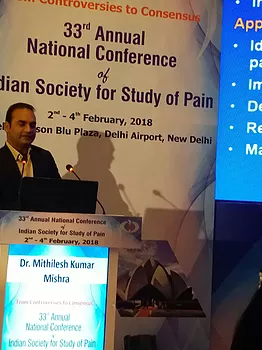 From Controversies to Consensus
33rd Annual
National Conference
of
Indian Society for Study of Pain
2nd - 4th February, 2018
son Blu Plaza, Delhi Airport, New Delhi
App
Id
pa
Im
De
Re
Ma
33rd Annual National Conference
of
Indian Society for Study of Pain
2nd - 4th February, 2018
Dr. Mithilesh Kumar
Mishra
From Controversies to Consensus
33rd Annual
National Conference
of
Indian Society for Study of Pain